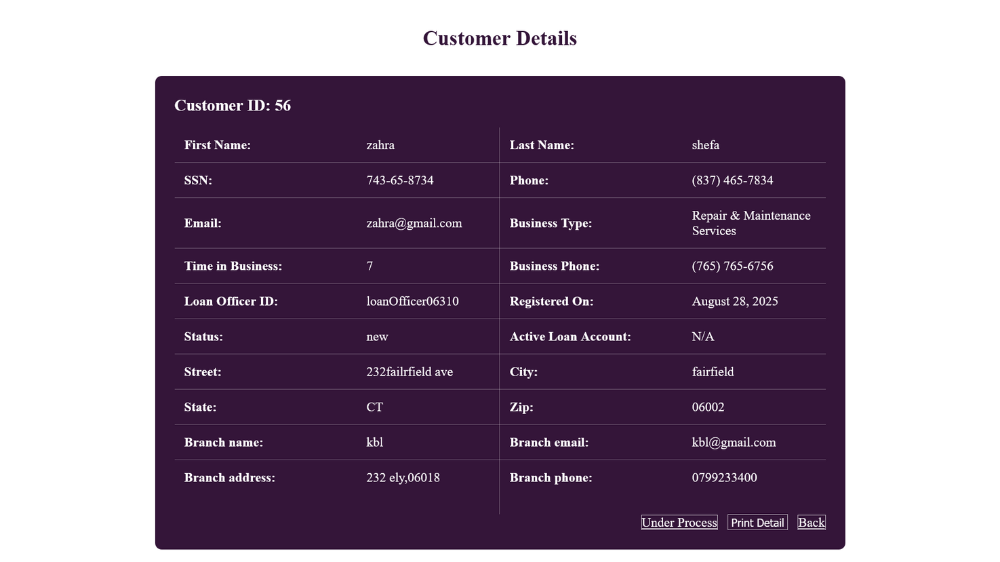 Customer Details
Customer ID: 56
First Name: zahra Last Name: shefa
SSN: 743-65-8734 Phone: (837) 465-7834
Email: zahra@gmail.com Business Type: Repair & Maintenance
Services
Time in Business: 7 Business Phone: (765) 765-6756
Loan Officer ID: loanOfficer06310 Registered On: August 28, 2025
Status: new Active Loan Account: N/A
Street: 232failrfield ave City: fairfield
State: CT Zip: 06002
Branch name: kbl Branch email: kbl@gmail.com
Branch address: 232 ely,06018 Branch phone: 0799233400
Under Process Print Detail Back